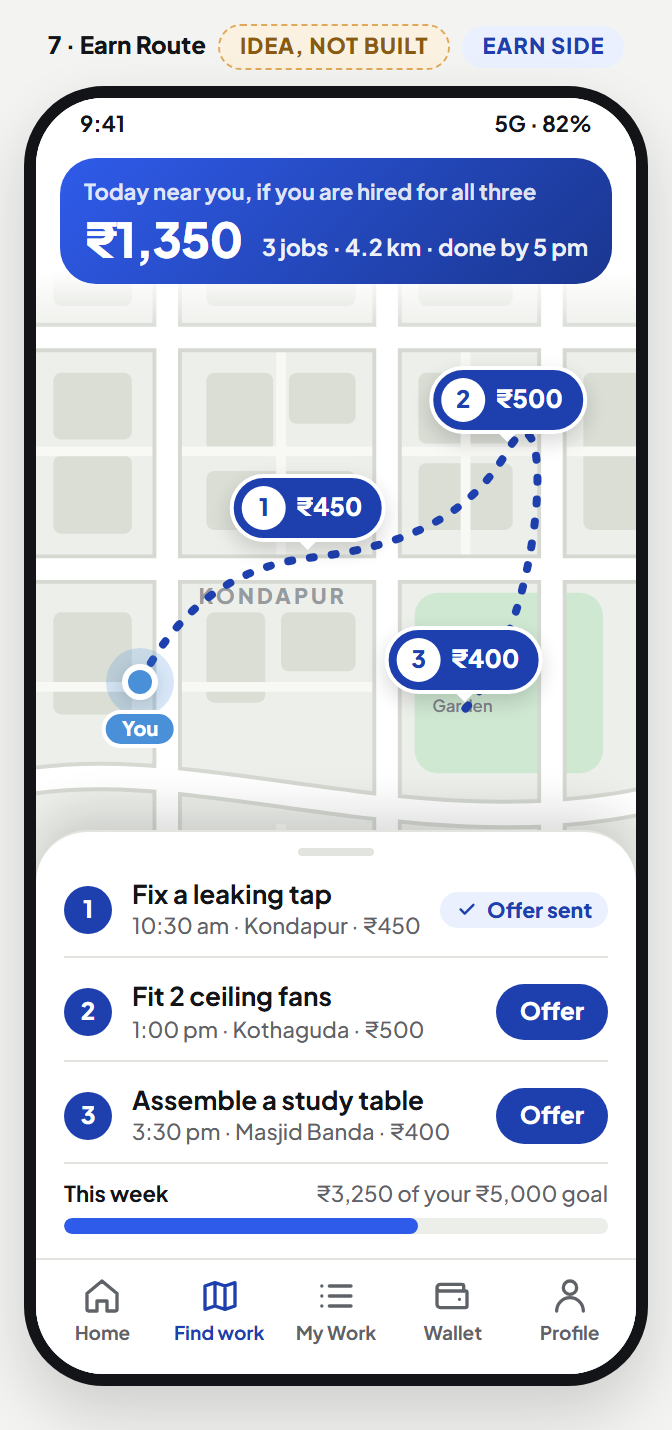 7 · Earn Route
IDEA, NOT BUILT
EARN SIDE
9:41
5G · 82%
Today near you, if you are hired for all three
₹1,350 3 jobs · 4.2 km · done by 5 pm
2 ₹500
1 ₹450
KONDAPUR
3 ₹400
Garden
You
1 Fix a leaking tap
10:30 am · Kondapur · ₹450
Offer sent
2 Fit 2 ceiling fans
1:00 pm · Kothaguda · ₹500
Offer
3 Assemble a study table
3:30 pm · Masjid Banda · ₹400
Offer
This week ₹3,250 of your ₹5,000 goal
Home Find work My Work Wallet Profile